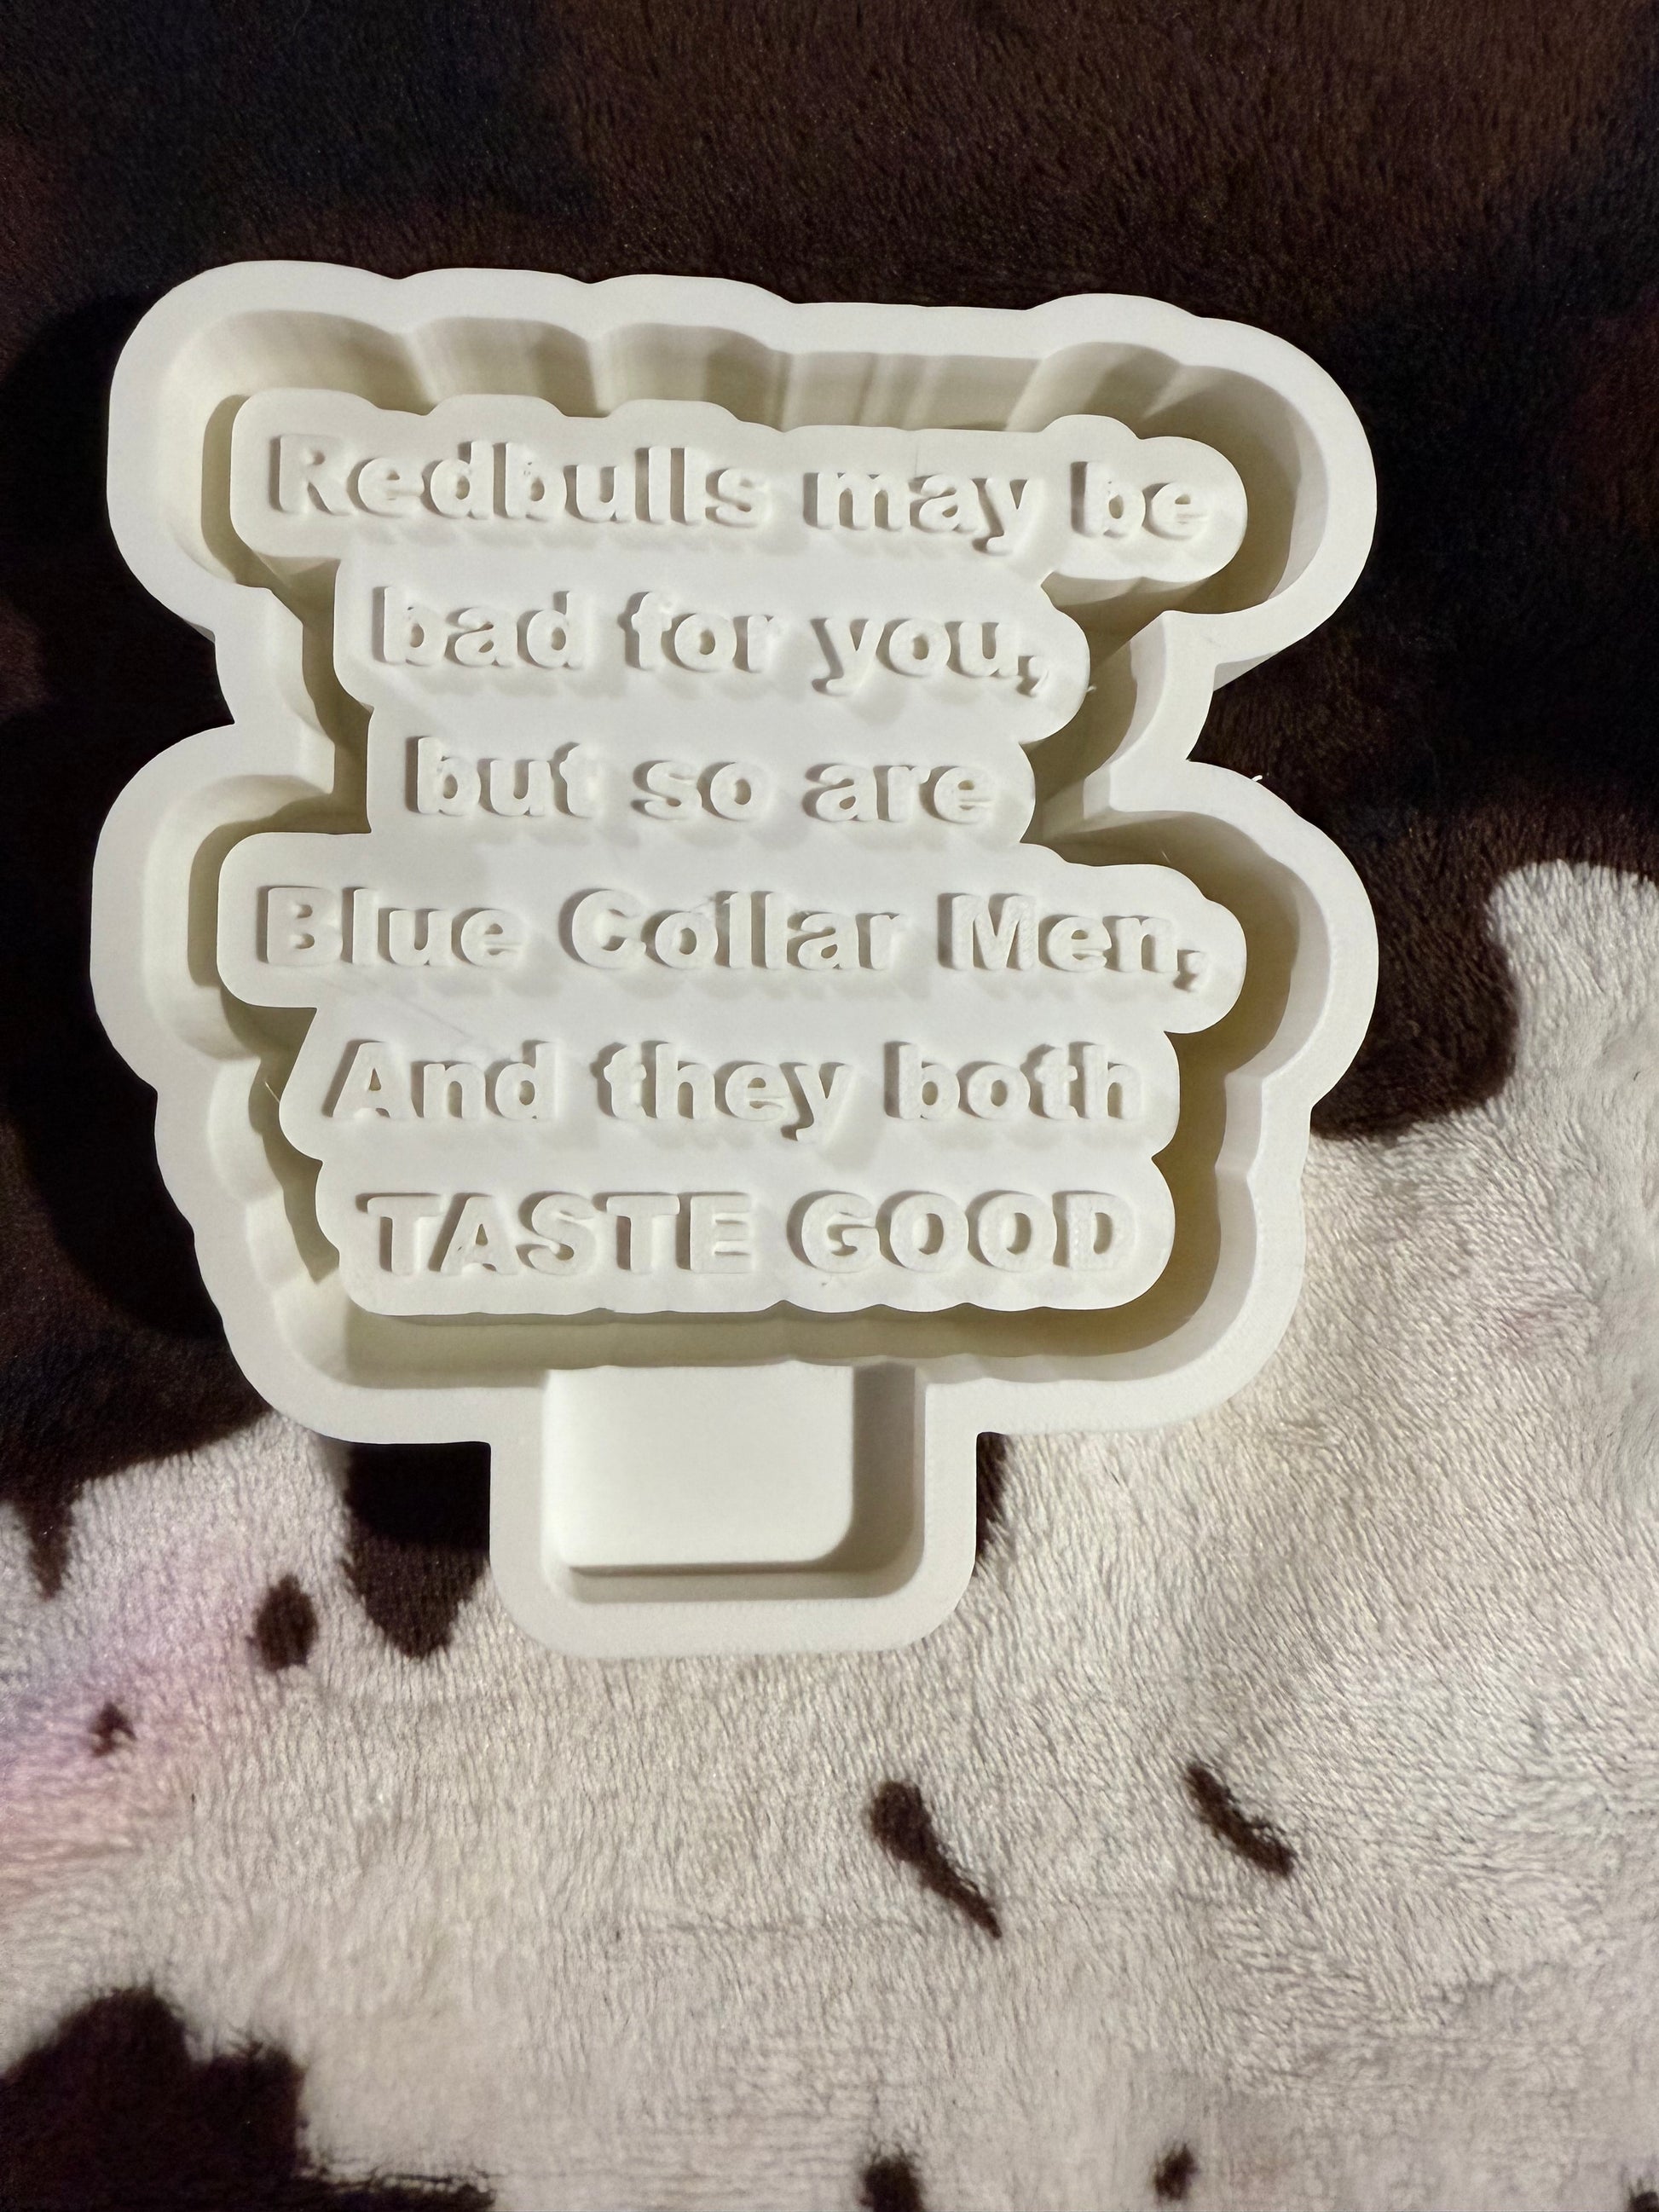 Redbulls may be
bad for you,
but so are
Blue Collar Men,
And they both
TASTE GOOD